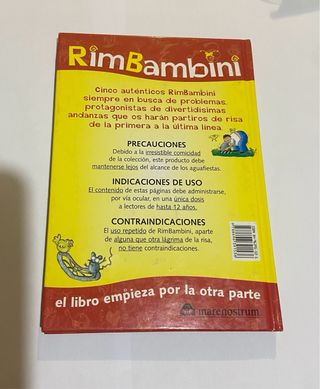 RimBambini
Cinco auténticos RimBambini
siempre en busca de problemas,
protagonistas de divertidísimas
andanzas que os harán partiros de risa
de la primera a la última línea.
PRECAUCIONES
Debido a la irresistible comicidad
de la colección, este producto debe
mantenerse lejos del alcance de los aguafiestas.
INDICACIONES DE USO
El contenido de estas páginas debe administrarse,
por vía ocular, en una única dosis
a lectores de hasta 12 años.
CONTRAINDICACIONES
El uso repetido de RimBambini, aparte
de alguna que otra lágrima de la risa,
no tiene contraindicaciones.
el libro empieza por la otra parte
marenostrum